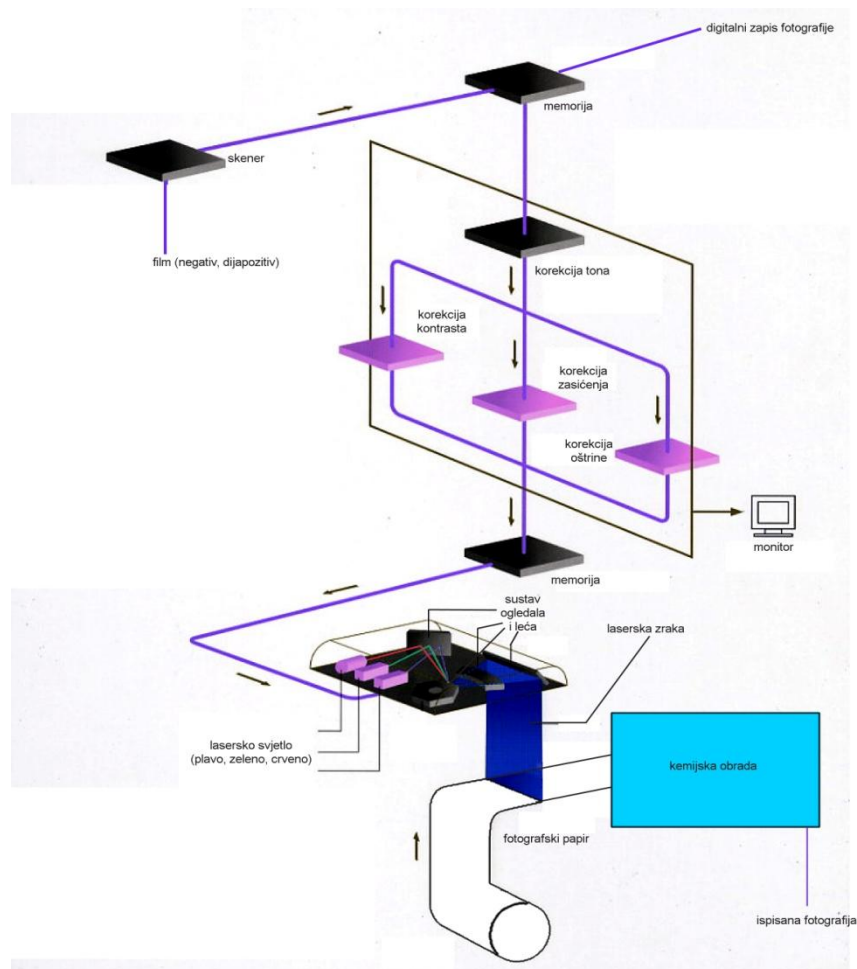 digitalni zapis fotografije
memorija
skener
film (negativ, dijapozitiv)
korekcija tona
korekcija
kontrasta
korekcija
zasićenja
korekcija
oštrine
monitor
memorija
sustav
ogledala
i leća
laserska zraka
lasersko svjetlo
(plavo, zeleno, crveno)
kemijska obrada
fotografski papir
ispisana fotografija